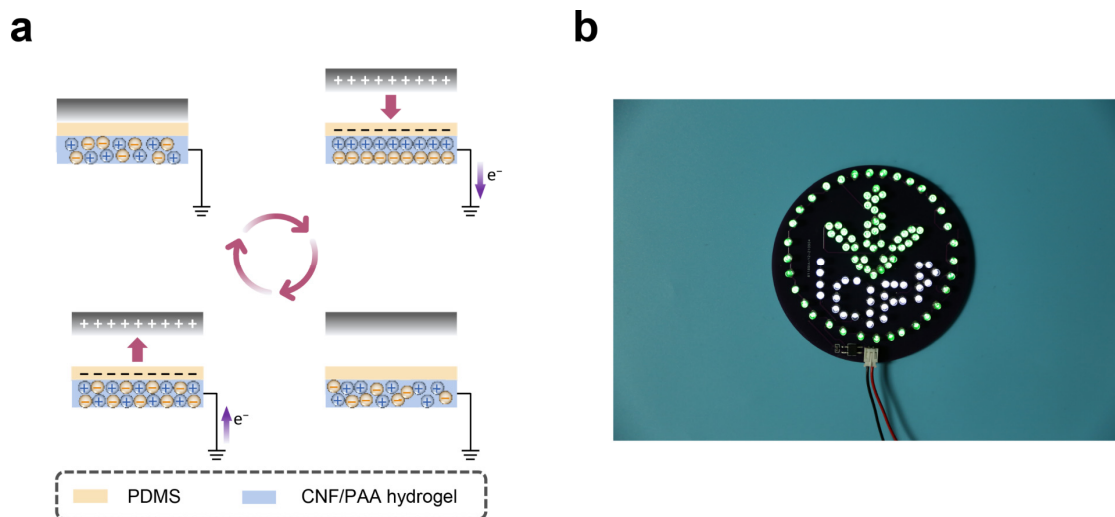 a
b
+ + + + + + + + +
− − − − − − − − −
e⁻
+ + + + + + + + +
− − − − − − − − −
e⁻
PDMS
CNF/PAA hydrogel